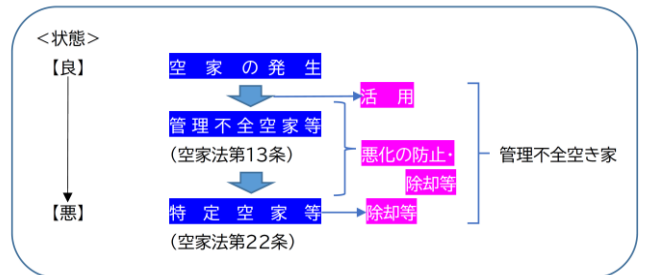 ＜状態＞
【良】
空家の発生
活用
管理不全空家等
(空家法第13条)
悪化の防止・
除却等
管理不全空き家
【悪】
特定空家等
除却等
(空家法第22条)